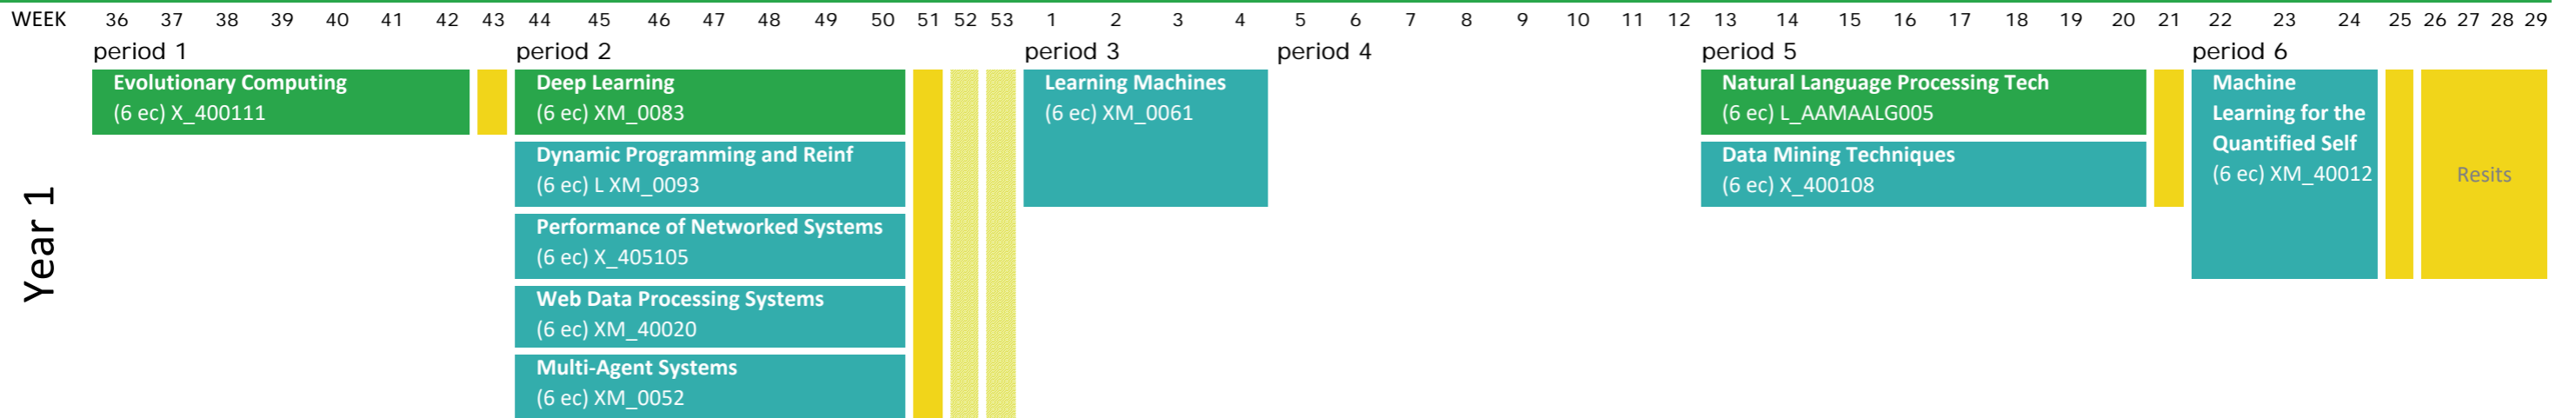 WEEK 36 37 38 39 40 41 42 43 44 45 46 47 48 49 50 51 52 53 1 2 3 4 5 6 7 8 9 10 11 12 13 14 15 16 17 18 19 20 21 22 23 24 25 26 27 28 29
period 1 period 2 period 3 period 4 period 5 period 6
Year 1
Evolutionary Computing
(6 ec) X_400111
Deep Learning
(6 ec) XM_0083
Dynamic Programming and Reinf
(6 ec) L XM_0093
Performance of Networked Systems
(6 ec) X_405105
Web Data Processing Systems
(6 ec) XM_40020
Multi-Agent Systems
(6 ec) XM_0052
Learning Machines
(6 ec) XM_0061
Natural Language Processing Tech
(6 ec) L_AAMAALG005
Data Mining Techniques
(6 ec) X_400108
Machine
Learning for the
Quantified Self
(6 ec) XM_40012
Resits